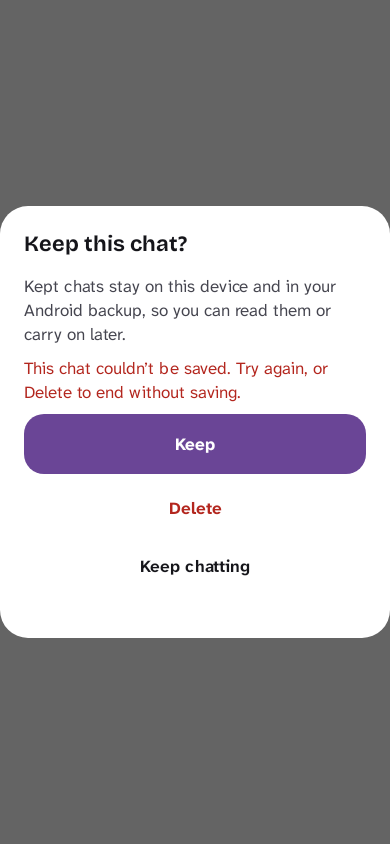 Keep this chat?
Kept chats stay on this device and in your
Android backup, so you can read them or
carry on later.
This chat couldn’t be saved. Try again, or
Delete to end without saving.
Keep
Delete
Keep chatting